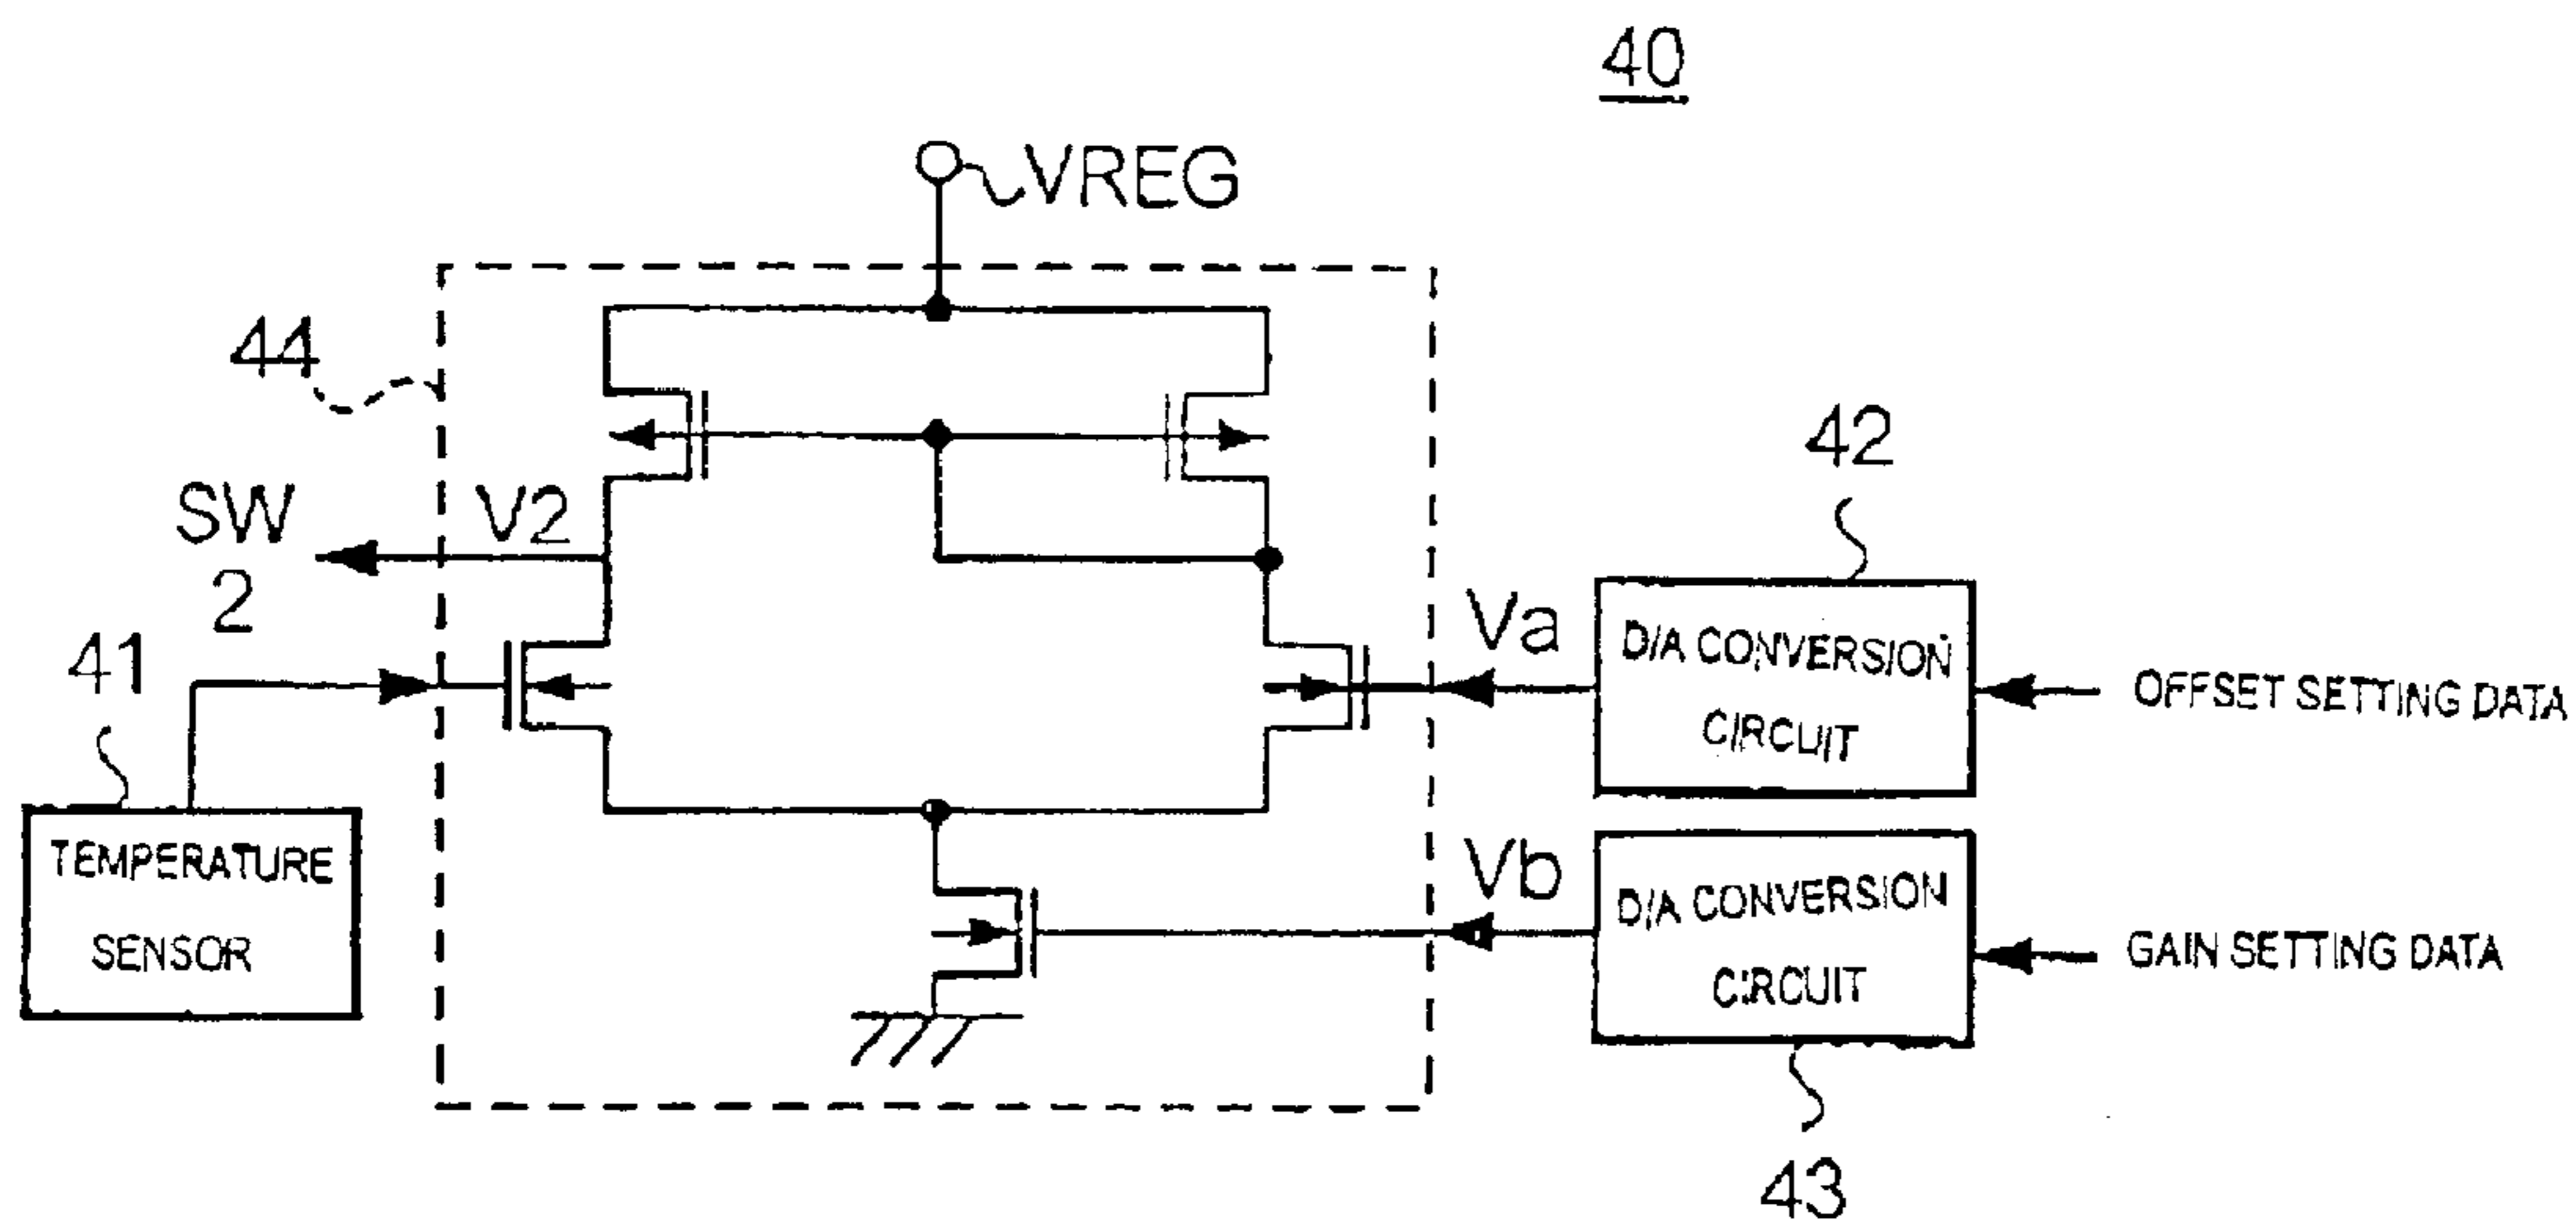 40
VREG
44
42
SW
2
V2
41
Va
D/A CONVERSION
CIRCUIT
OFFSET SETTING DATA
TEMPERATURE
SENSOR
Vb
D/A CONVERSION
CIRCUIT
GAIN SETTING DATA
43